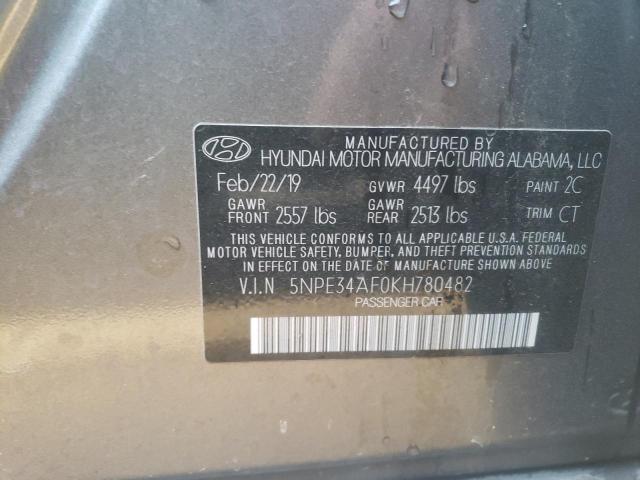 MANUFACTURED BY
HYUNDAI MOTOR MANUFACTURING ALABAMA, LLC
Feb/22/19 GVWR 4497 lbs PAINT 2C
GAWR FRONT 2557 lbs GAWR REAR 2513 lbs TRIM CT
THIS VEHICLE CONFORMS TO ALL APPLICABLE U.S.A. FEDERAL
MOTOR VEHICLE SAFETY, BUMPER, AND THEFT PREVENTION STANDARDS
IN EFFECT ON THE DATE OF MANUFACTURE SHOWN ABOVE
V.I.N 5NPE34AF0KH780482
PASSENGER CAR